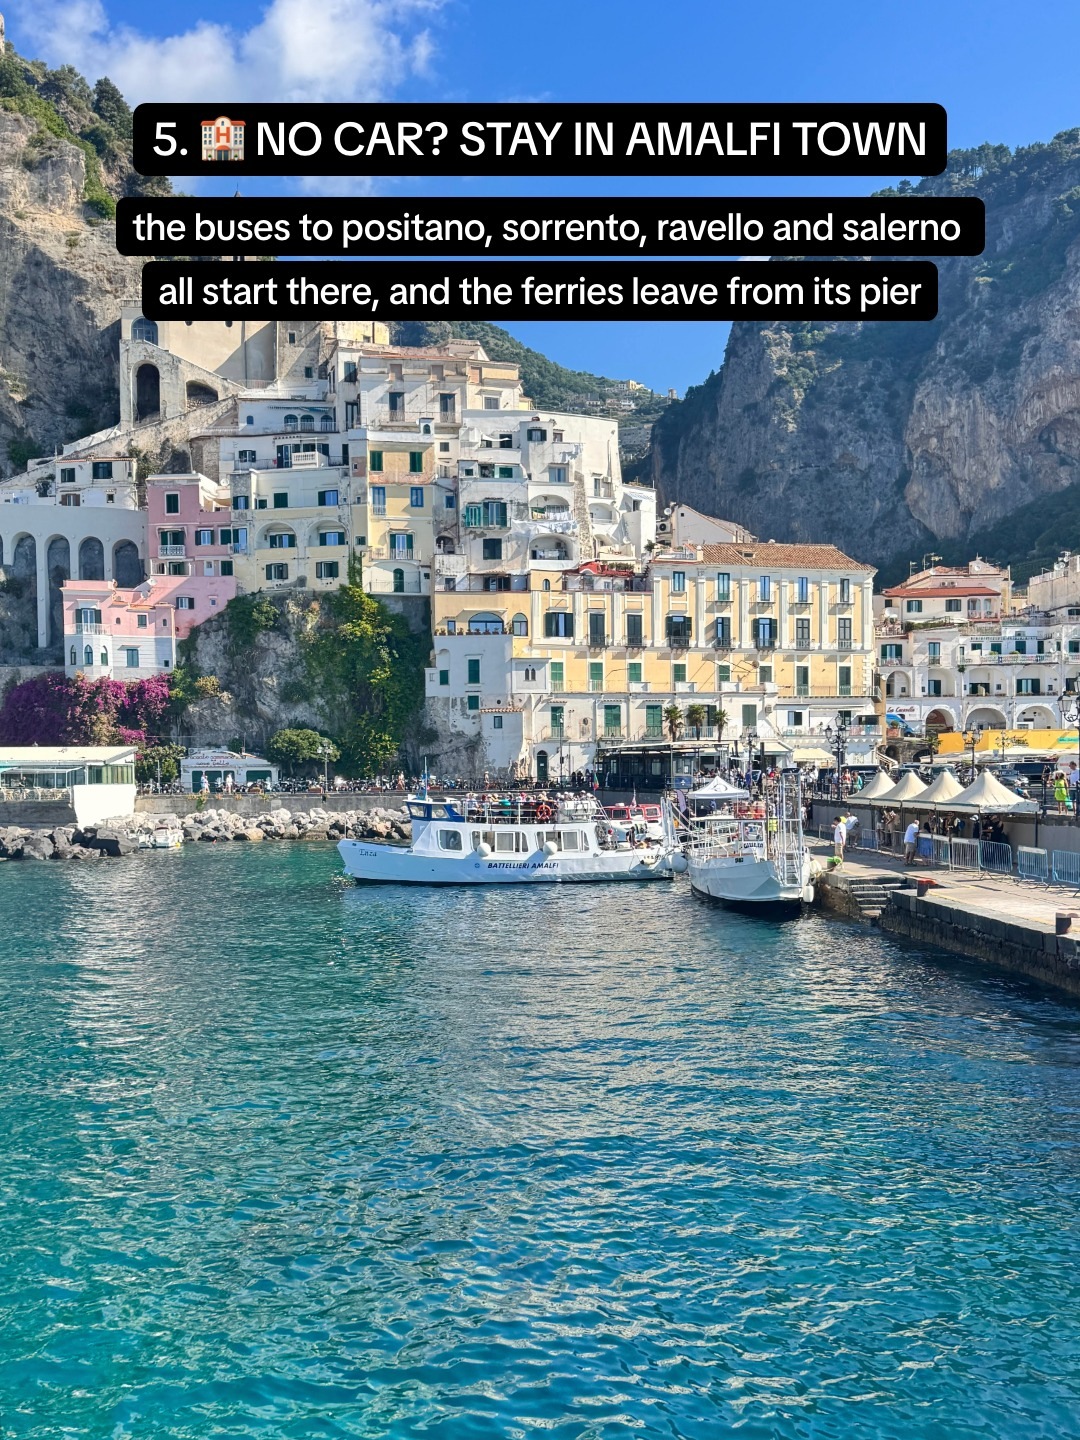 5. 🏨 NO CAR? STAY IN AMALFI TOWN
the buses to positano, sorrento, ravello and salerno
all start there, and the ferries leave from its pier
Enza
BATTELLIERI AMALFI